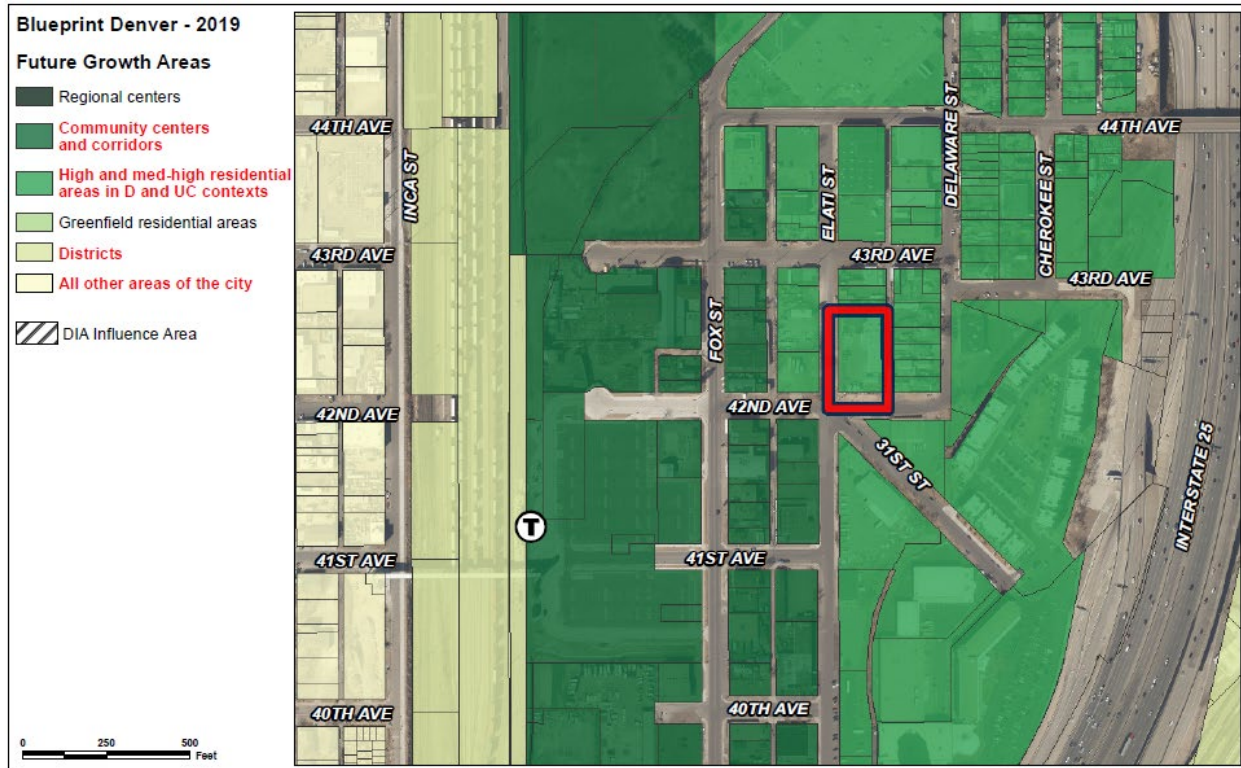 Blueprint Denver - 2019
Future Growth Areas
Regional centers
Community centers
and corridors
High and med-high residential
areas in D and UC contexts
Greenfield residential areas
Districts
All other areas of the city
DIA Influence Area
0 250 500
Feet
44TH AVE
44TH AVE
INCA ST
ELATI ST
DELAWARE ST
CHEROKEE ST
43RD AVE
43RD AVE
43RD AVE
FOX ST
42ND AVE
42ND AVE
31ST ST
INTERSTATE 25
T
41ST AVE
41ST AVE
40TH AVE
40TH AVE